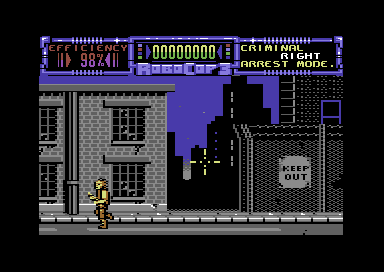 EFFICIENCY
98%
00000000
ROBOCOP 3
CRIMINAL
RIGHT
ARREST MODE.
KEEP
OUT